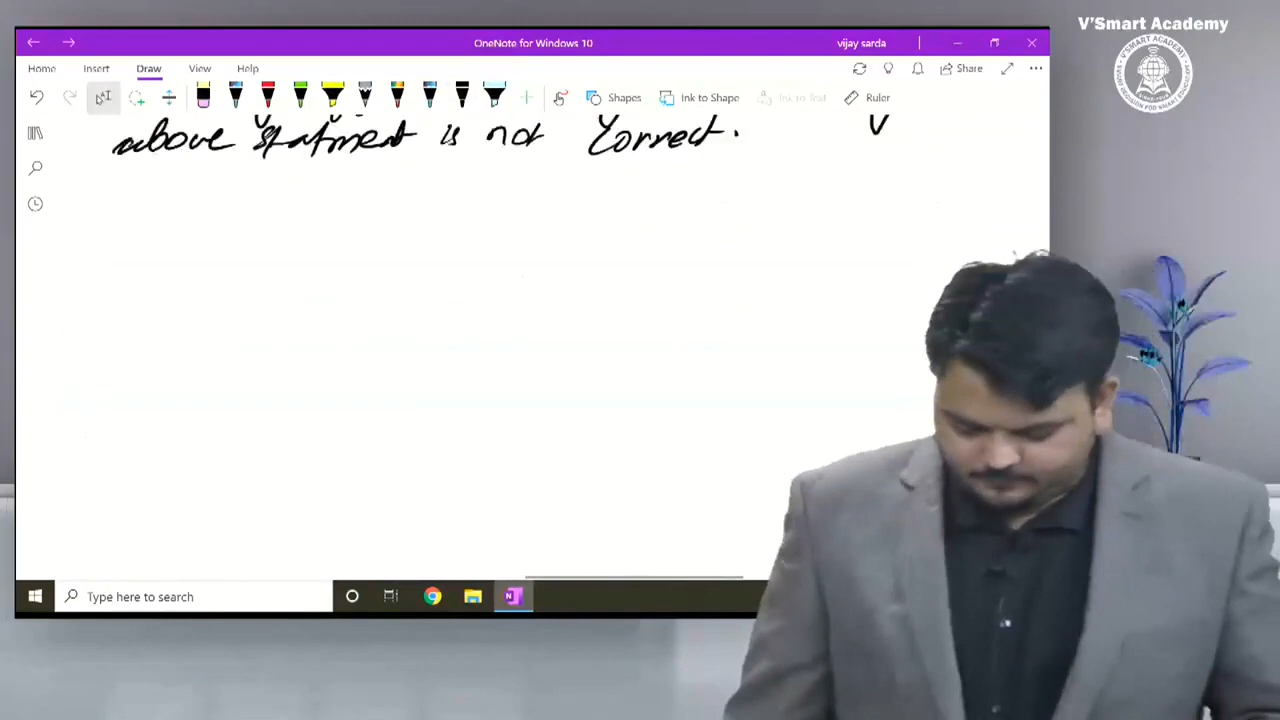 V'Smart Academy
OneNote for Windows 10
vijay sarda
Home Insert Draw View Help
Share
Shapes
Ink to Shape
Ink to Text
Ruler
above statement is not correct.
Type here to search